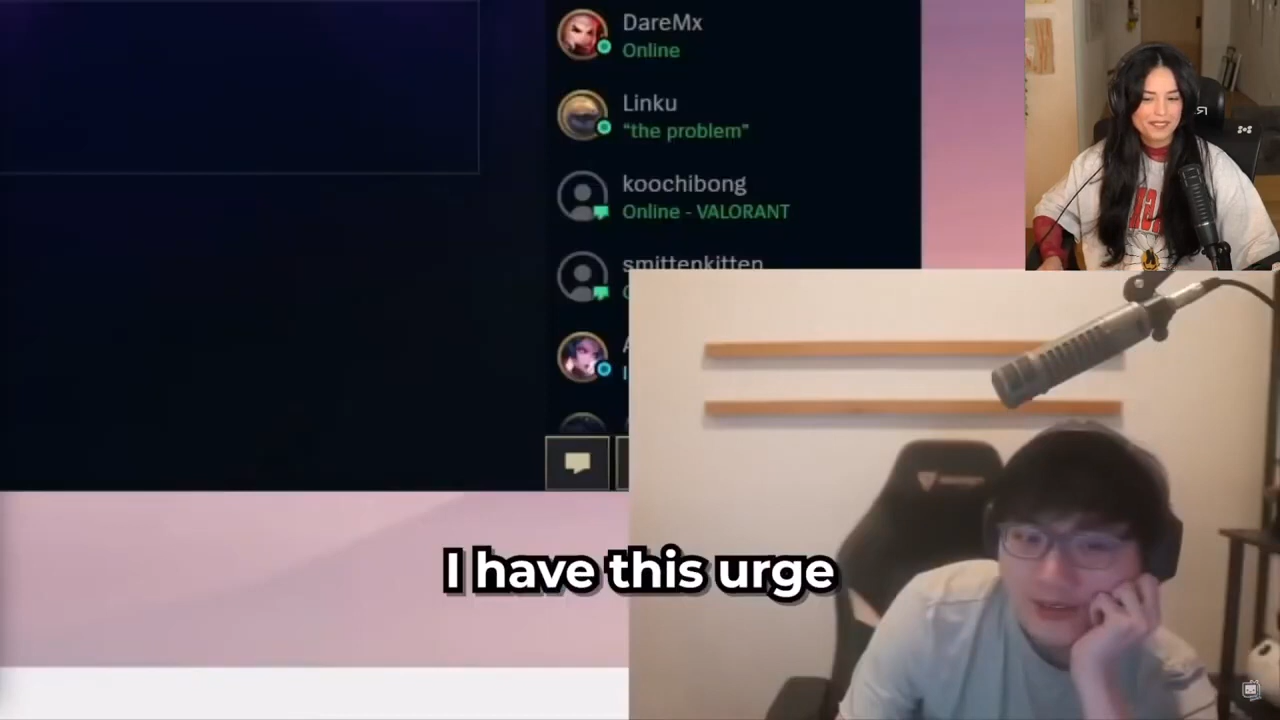 DareMx
Online
Linku
"the problem"
koochibong
Online - VALORANT
smittenkitten
I have this urge